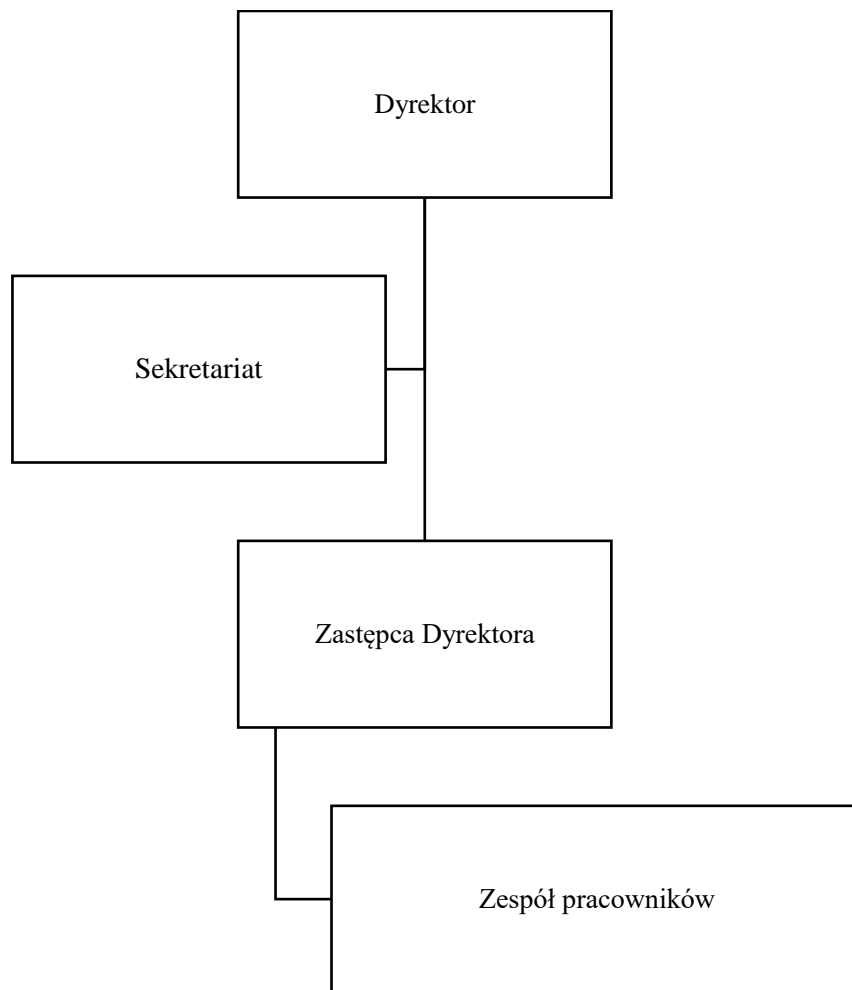 Dyrektor
Sekretariat
Zastępca Dyrektora
Zespół pracowników